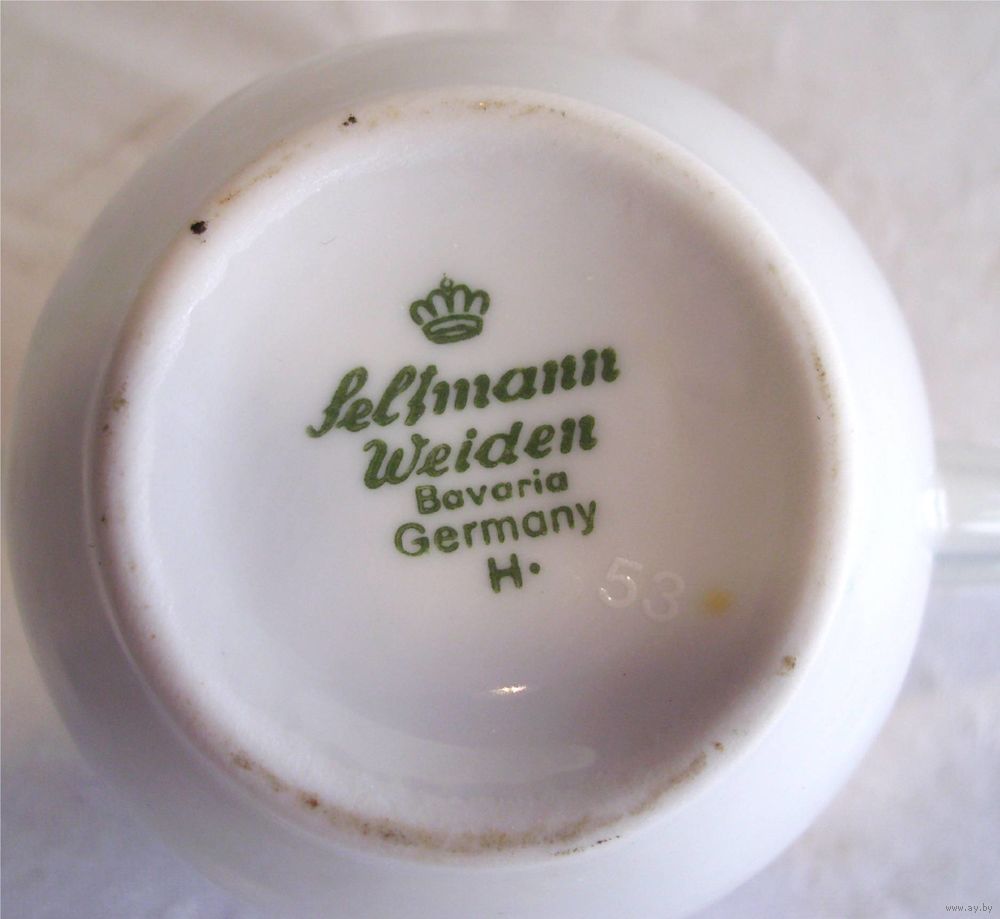 Seltmann
Weiden
Bavaria
Germany
H.
53
www.ay.by